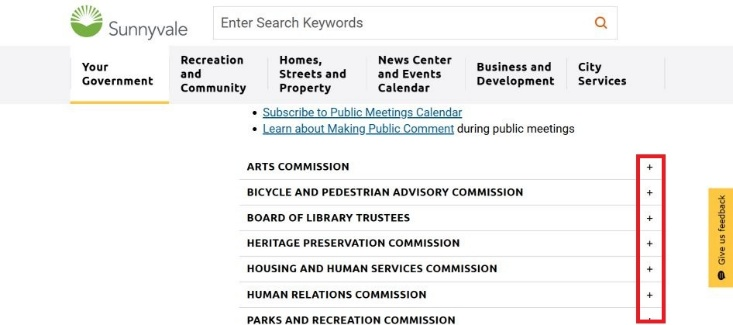 Sunnyvale
Enter Search Keywords
Your
Government
Recreation
and
Community
Homes,
Streets and
Property
News Center
and Events
Calendar
Business and
Development
City
Services
• Subscribe to Public Meetings Calendar
• Learn about Making Public Comment during public meetings
ARTS COMMISSION +
BICYCLE AND PEDESTRIAN ADVISORY COMMISSION +
BOARD OF LIBRARY TRUSTEES +
HERITAGE PRESERVATION COMMISSION +
HOUSING AND HUMAN SERVICES COMMISSION +
HUMAN RELATIONS COMMISSION +
PARKS AND RECREATION COMMISSION +
Give us feedback